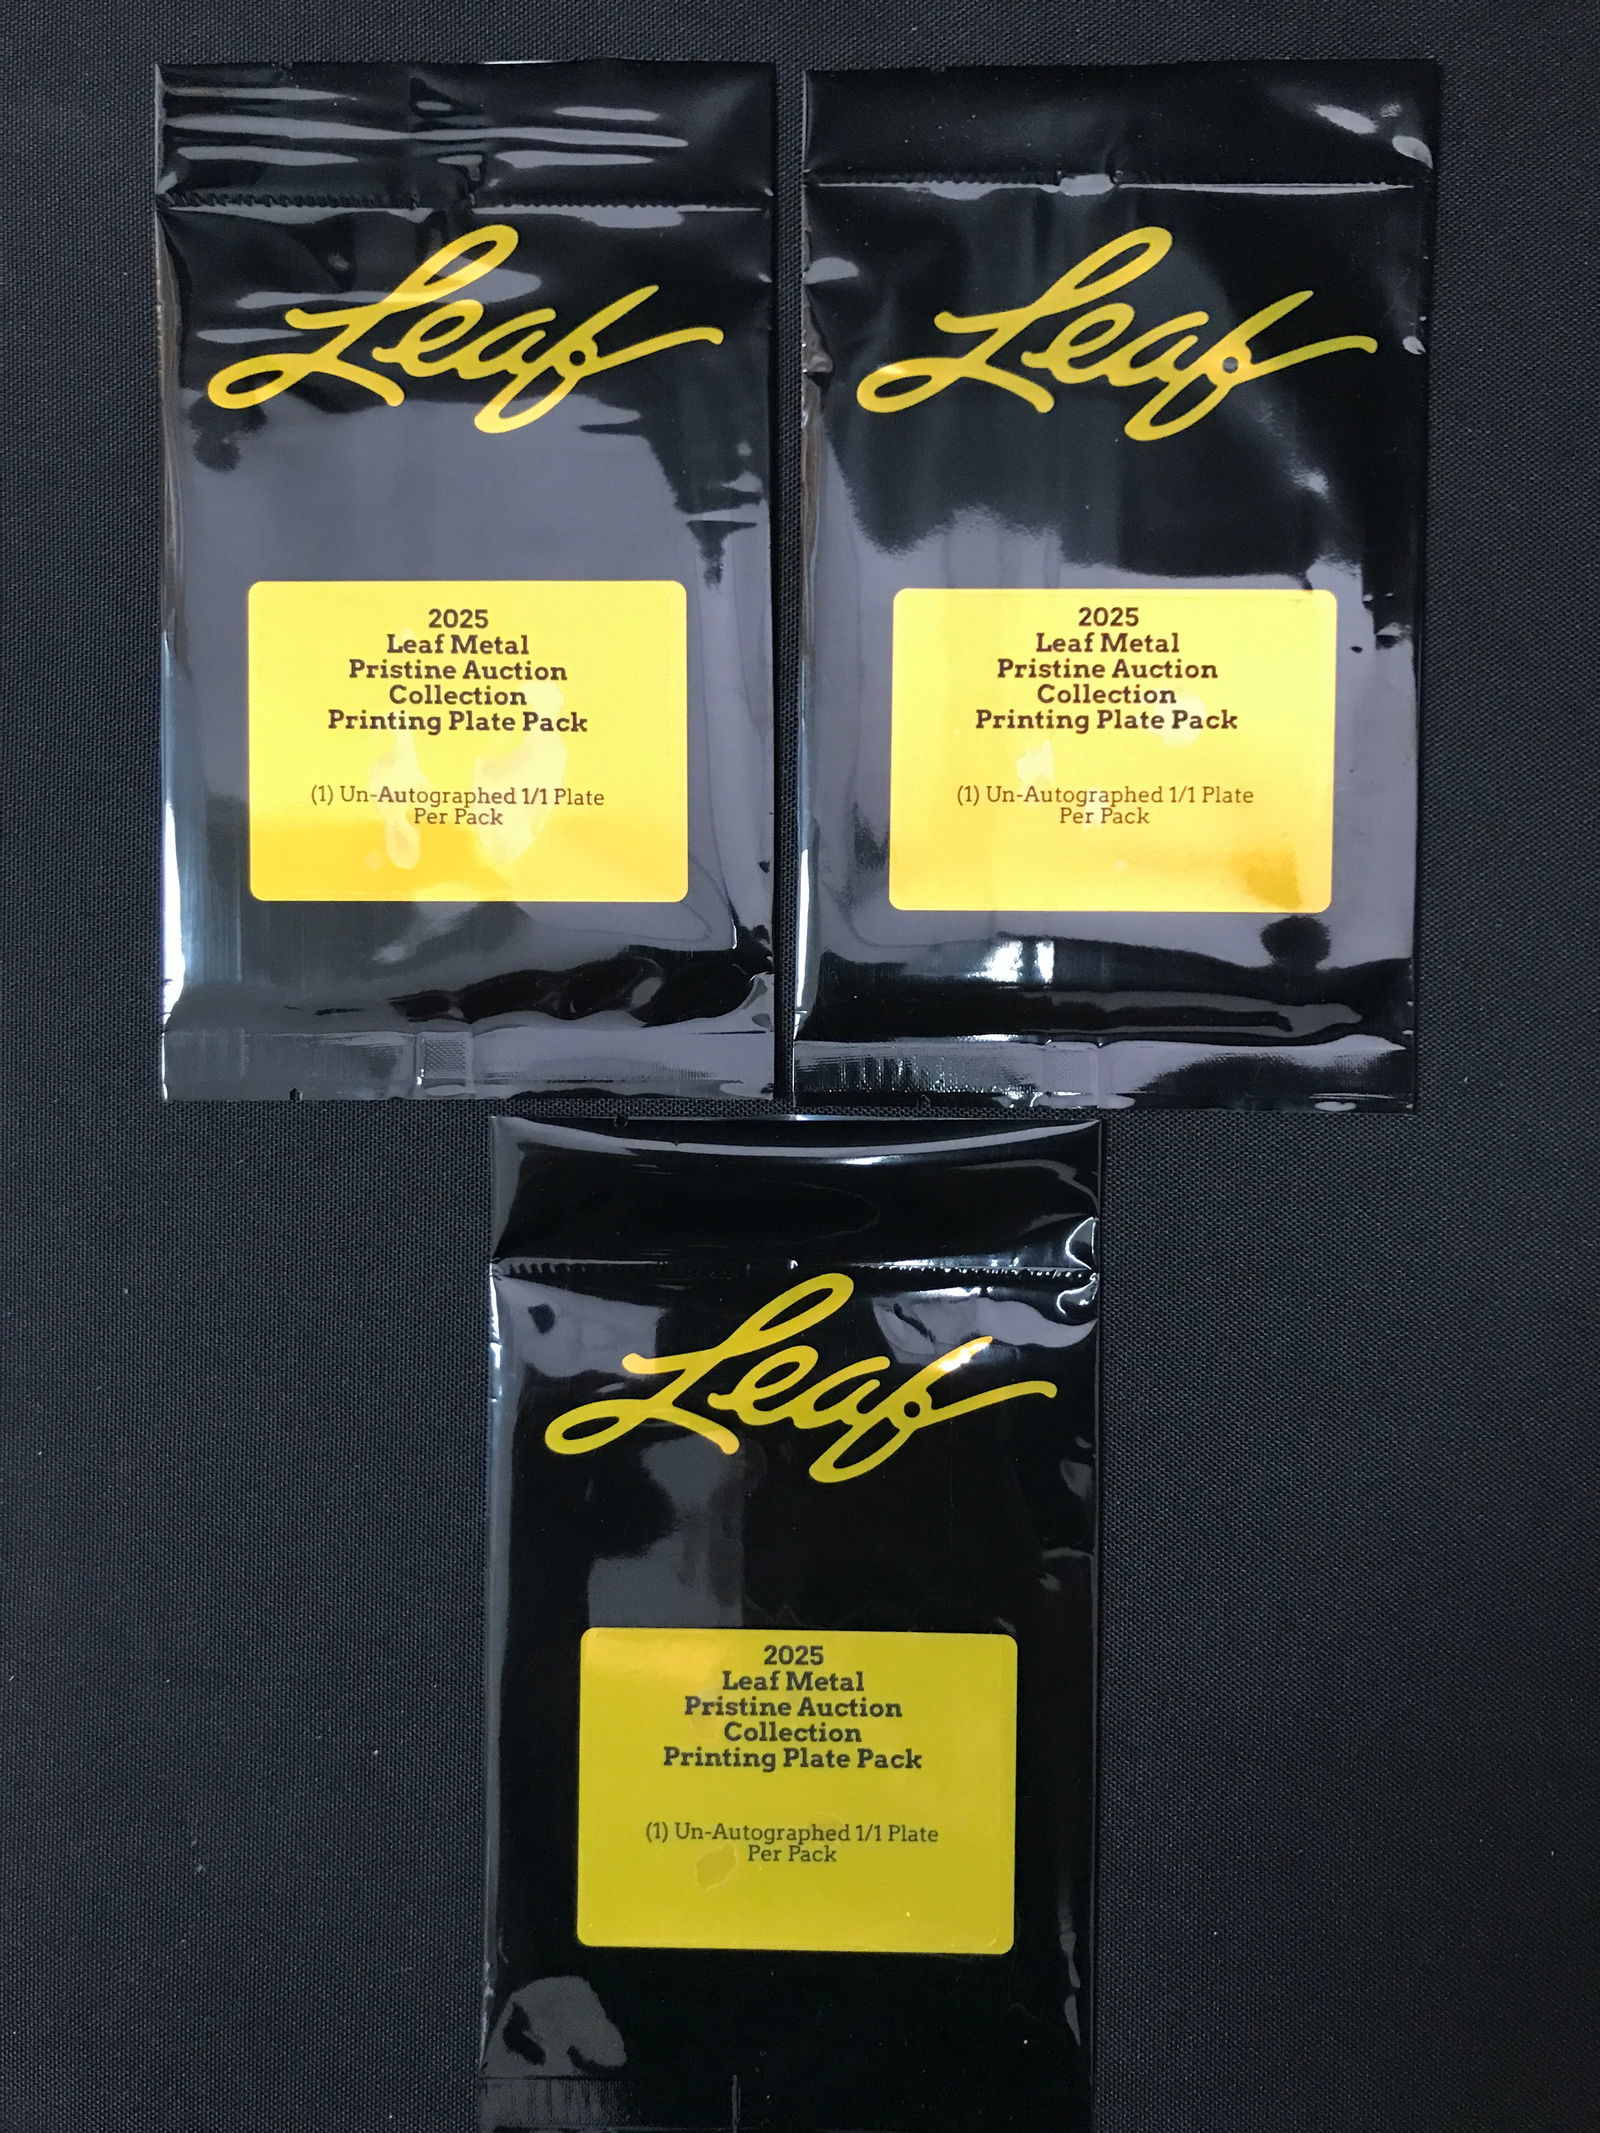 Leaf
2025
Leaf Metal
Pristine Auction
Collection
Printing Plate Pack
(1) Un-Autographed 1/1 Plate
Per Pack
Leaf
2025
Leaf Metal
Pristine Auction
Collection
Printing Plate Pack
(1) Un-Autographed 1/1 Plate
Per Pack
Leaf
2025
Leaf Metal
Pristine Auction
Collection
Printing Plate Pack
(1) Un-Autographed 1/1 Plate
Per Pack